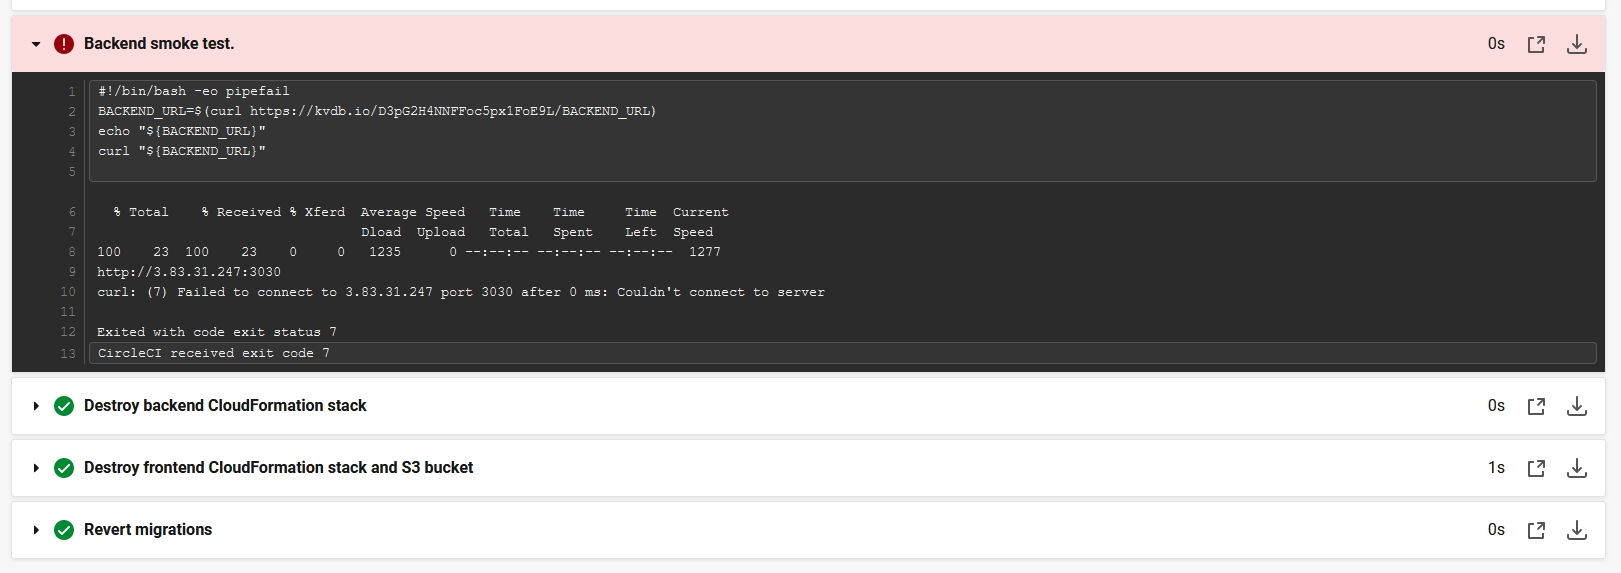 Backend smoke test.
0s
1 #!/bin/bash -eo pipefail
2 BACKEND_URL=$(curl https://kvdb.io/D3pG2H4NNFFoc5px1FoE9L/BACKEND_URL)
3 echo "${BACKEND_URL}"
4 curl "${BACKEND_URL}"
5
6 % Total % Received % Xferd Average Speed Time Time Time Current
7 Dload Upload Total Spent Left Speed
8 100 23 100 23 0 0 1235 0 --:--:-- --:--:-- --:--:-- 1277
9 http://3.83.31.247:3030
10 curl: (7) Failed to connect to 3.83.31.247 port 3030 after 0 ms: Couldn't connect to server
11
12 Exited with code exit status 7
13 CircleCI received exit code 7
Destroy backend CloudFormation stack
0s
Destroy frontend CloudFormation stack and S3 bucket
1s
Revert migrations
0s